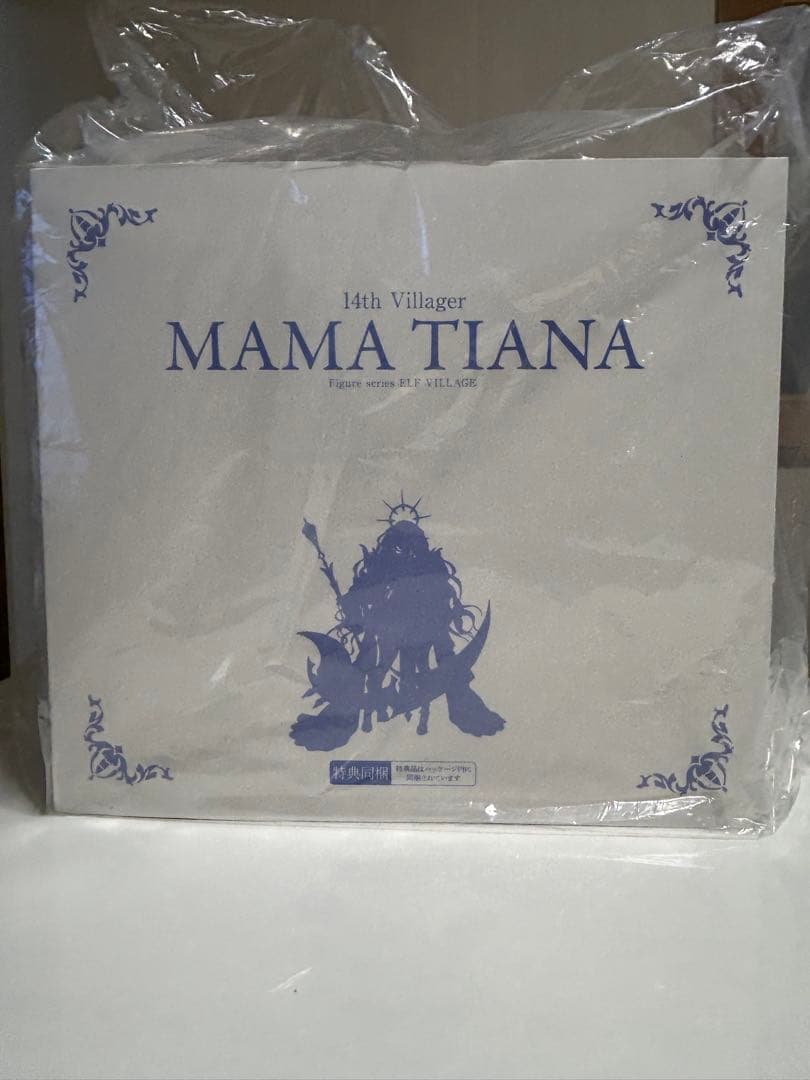 14th Villager
MAMA TIANA
Figure series ELF VILLAGE
特典同梱
特典品はパッケージ内に
同梱されています